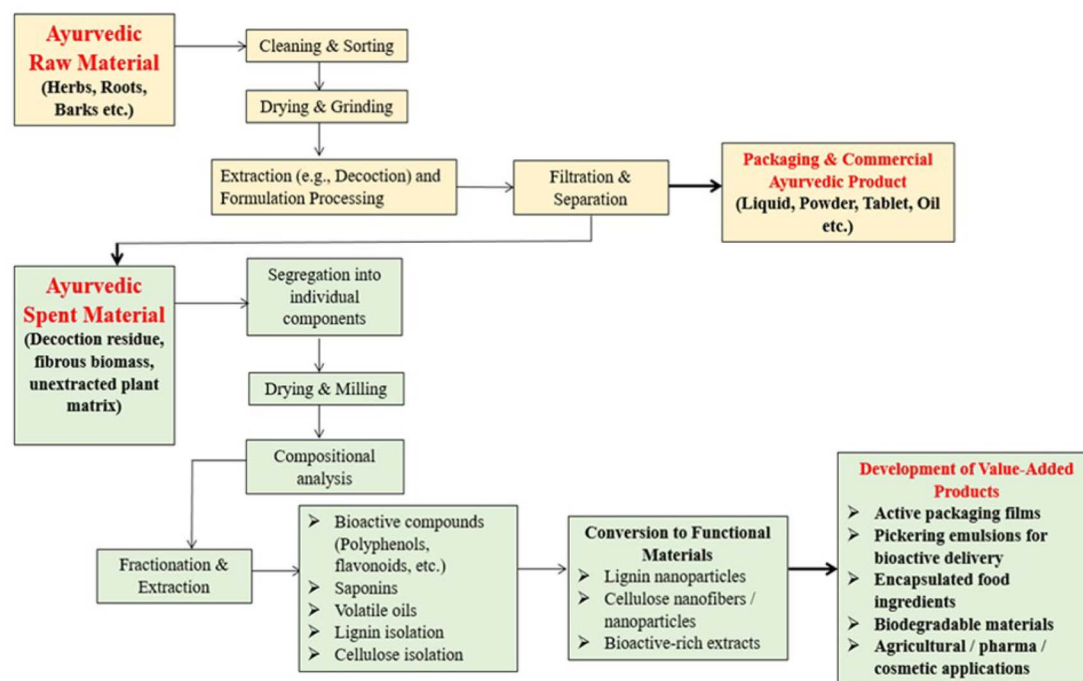 Ayurvedic
Raw Material
(Herbs, Roots,
Barks etc.)
Cleaning & Sorting
Drying & Grinding
Extraction (e.g., Decoction) and
Formulation Processing
Filtration &
Separation
Packaging & Commercial
Ayurvedic Product
(Liquid, Powder, Tablet, Oil
etc.)
Ayurvedic
Spent Material
(Decoction residue,
fibrous biomass,
unextracted plant
matrix)
Segregation into
individual
components
Drying & Milling
Compositional
analysis
Fractionation &
Extraction
➢ Bioactive compounds
(Polyphenols,
flavonoids, etc.)
➢ Saponins
➢ Volatile oils
➢ Lignin isolation
➢ Cellulose isolation
Conversion to Functional
Materials
➢ Lignin nanoparticles
➢ Cellulose nanofibers /
nanoparticles
➢ Bioactive-rich extracts
Development of Value-Added
Products
➢ Active packaging films
➢ Pickering emulsions for
bioactive delivery
➢ Encapsulated food
ingredients
➢ Biodegradable materials
➢ Agricultural / pharma /
cosmetic applications